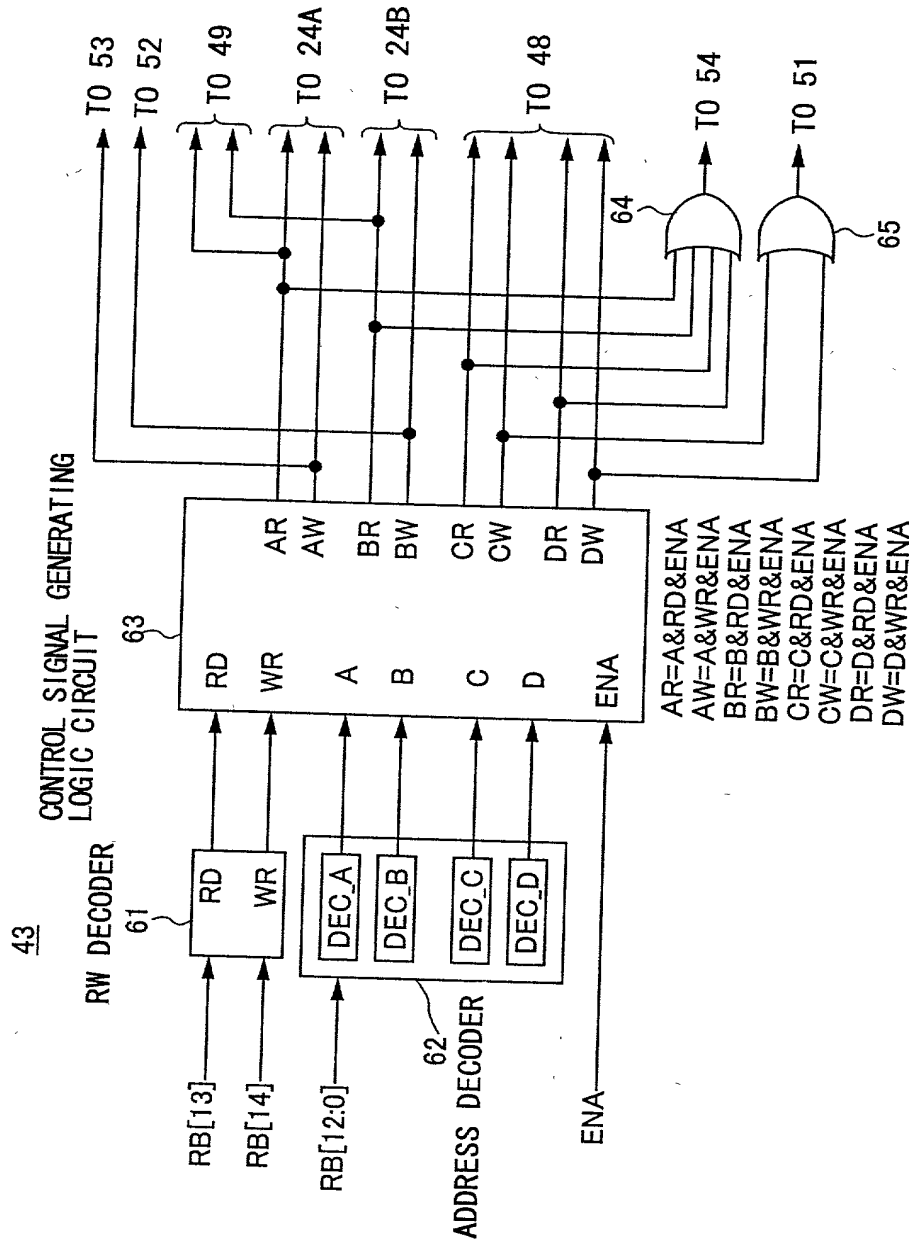 43
RW DECODER
61
RB[13]
RB[14]
RD
WR
RB[12:0]
DEC_A
DEC_B
DEC_C
DEC_D
62
ADDRESS DECODER
ENA
CONTROL SIGNAL GENERATING
LOGIC CIRCUIT
63
RD
WR
A
B
C
D
ENA
AR
AW
BR
BW
CR
CW
DR
DW
AR=A&RD&ENA
AW=A&WR&ENA
BR=B&RD&ENA
BW=B&WR&ENA
CR=C&RD&ENA
CW=C&WR&ENA
DR=D&RD&ENA
DW=D&WR&ENA
TO 53
TO 52
TO 49
TO 24A
TO 24B
TO 48
64
TO 54
65
TO 51